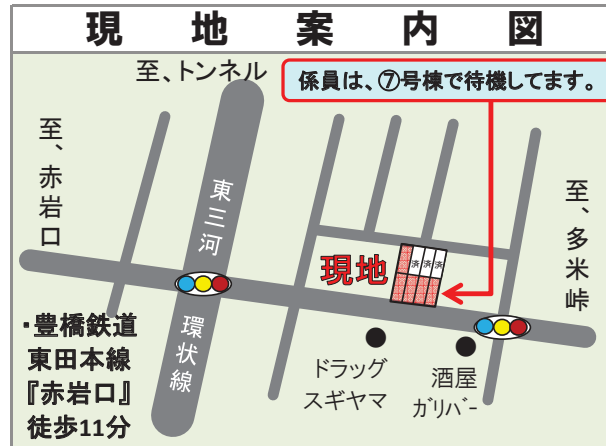 現地案内図
至、トンネル
係員は、⑦号棟で待機してます。
至、赤岩口
東三河
環状線
至、多米峠
現地
済 済 済
・豊橋鉄道
東田本線
『赤岩口』
徒歩11分
ドラッグ
スギヤマ
酒屋
ガリバー